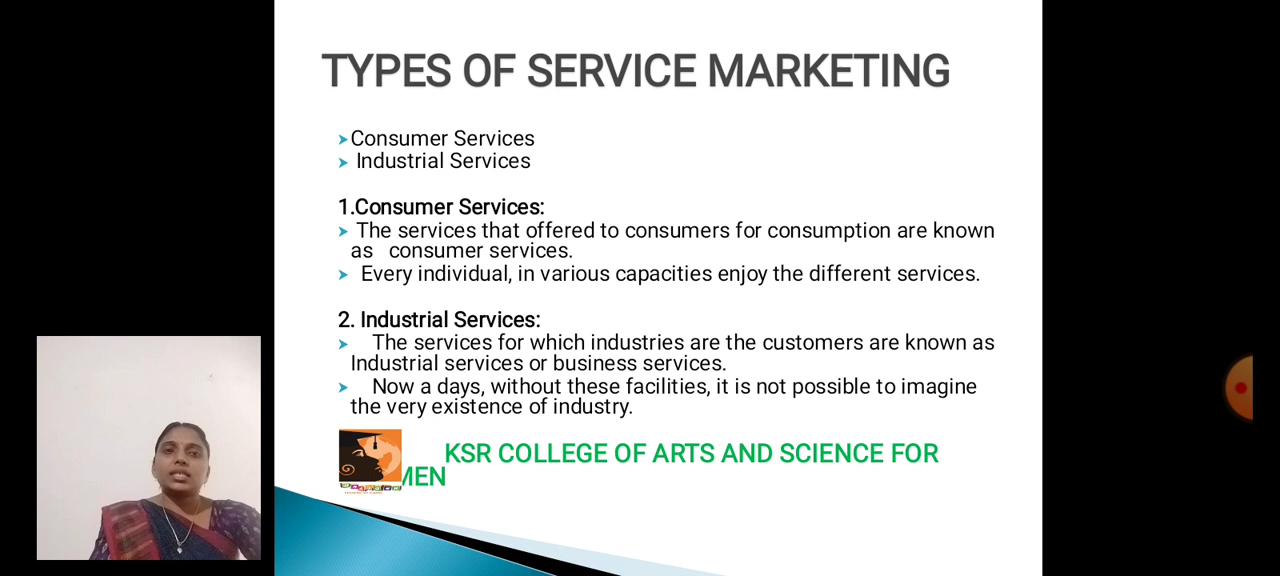 TYPES OF SERVICE MARKETING
Consumer Services
Industrial Services
1.Consumer Services:
The services that offered to consumers for consumption are known
as consumer services.
Every individual, in various capacities enjoy the different services.
2. Industrial Services:
The services for which industries are the customers are known as
Industrial services or business services.
Now a days, without these facilities, it is not possible to imagine
the very existence of industry.
KSR COLLEGE OF ARTS AND SCIENCE FOR
MEN